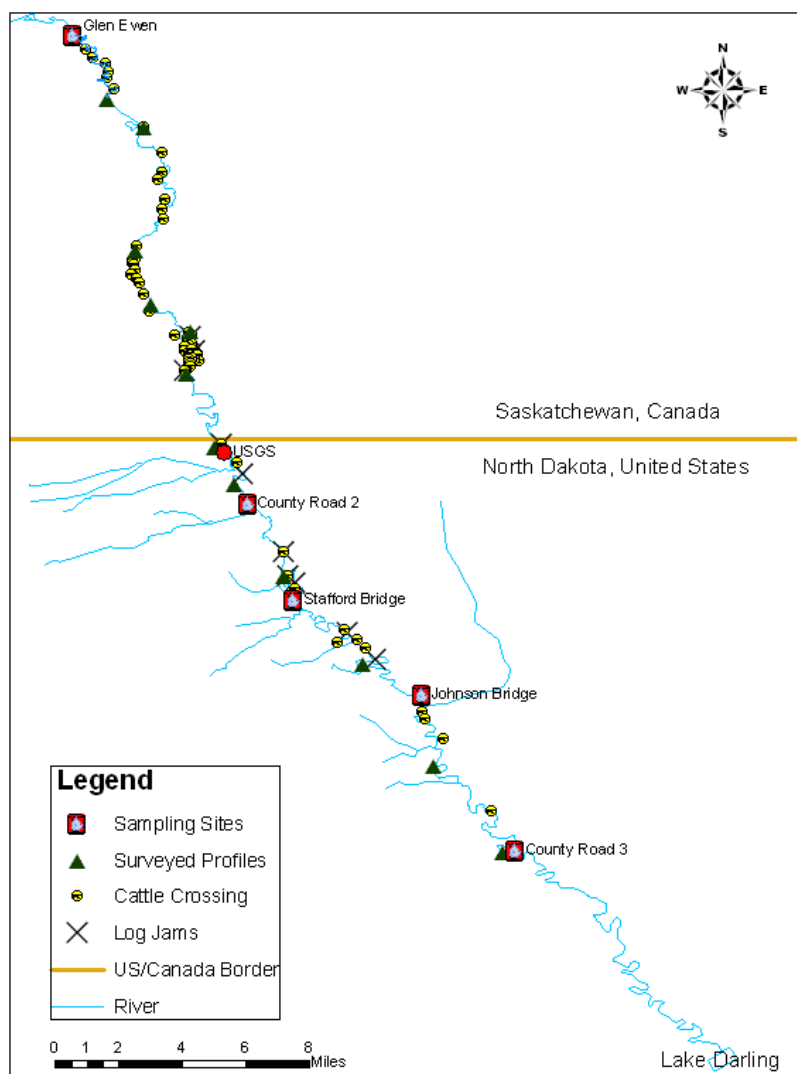 Glen Ewen
N
W E
S
Saskatchewan, Canada
USGS
North Dakota, United States
County Road 2
Stafford Bridge
Johnson Bridge
County Road 3
Legend
Sampling Sites
Surveyed Profiles
Cattle Crossing
Log Jams
US/Canada Border
River
0 1 2 4 6 8
Miles
Lake Darling